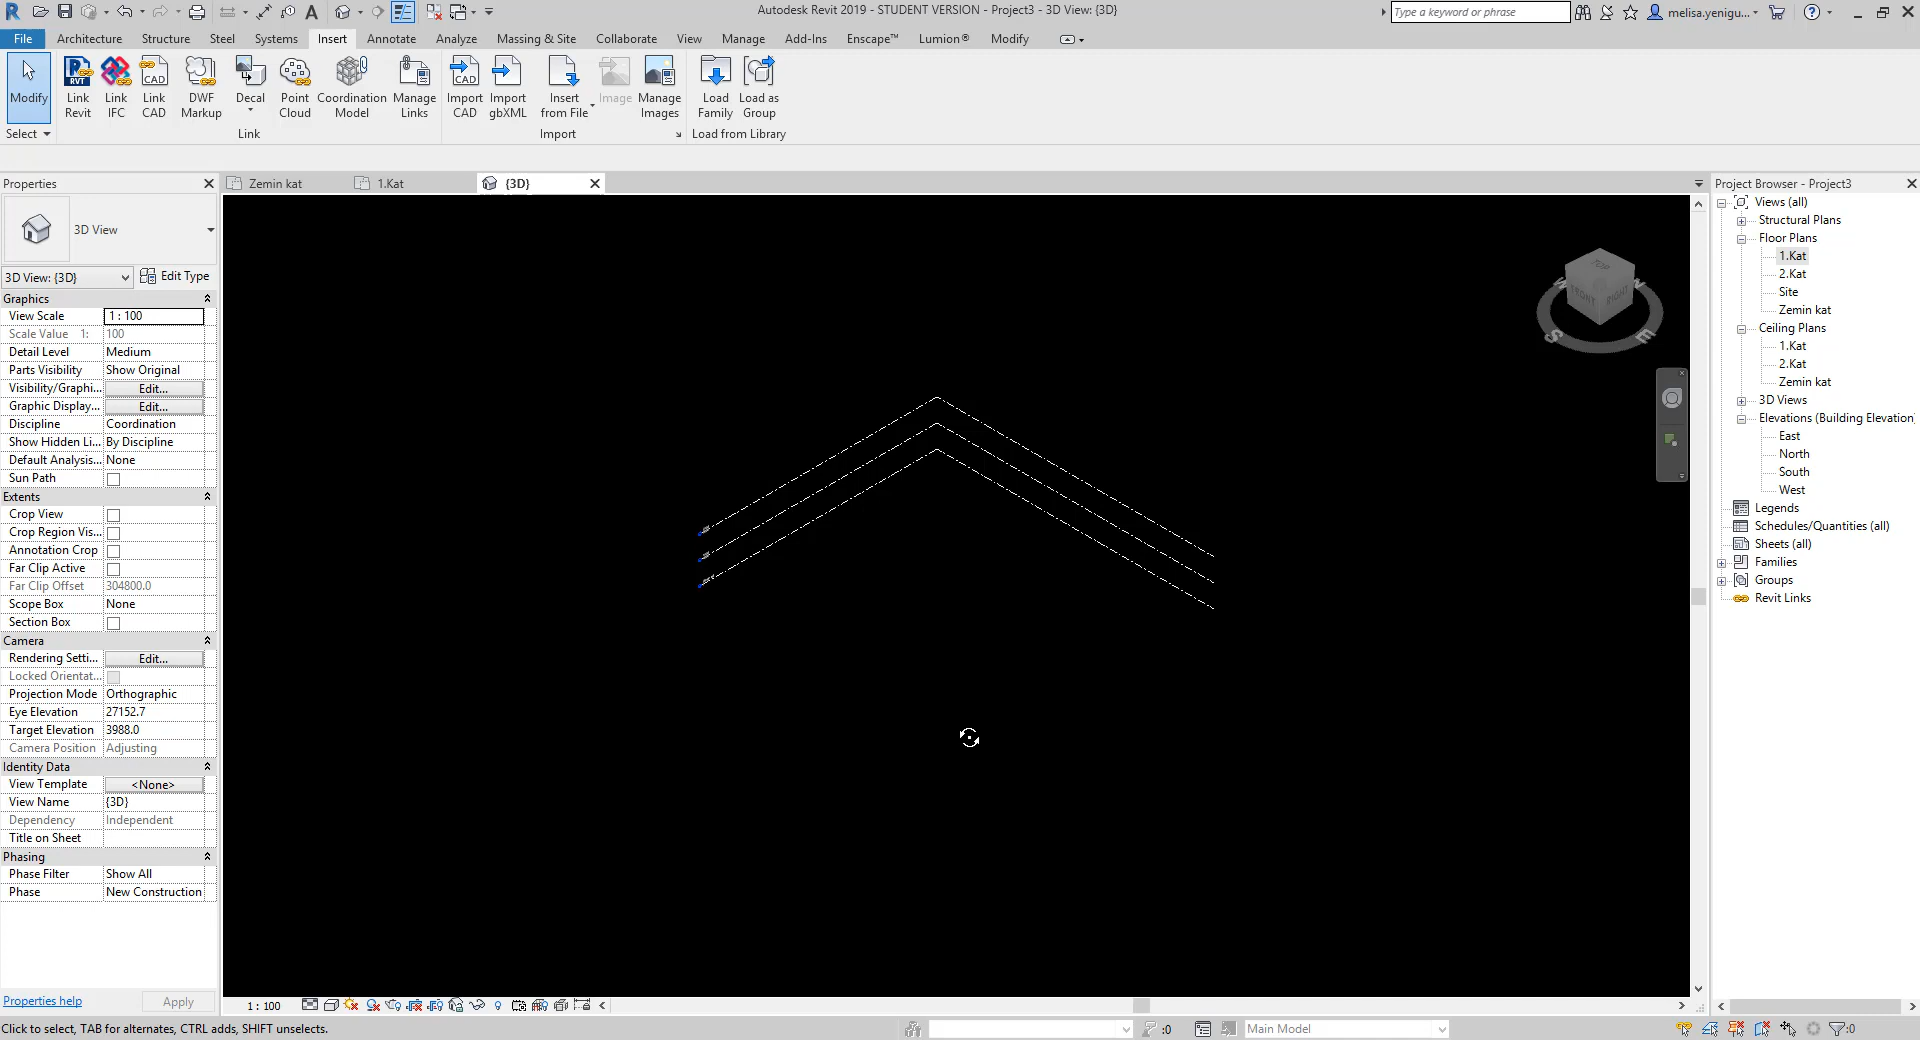 Autodesk Revit 2019 - STUDENT VERSION - Project3 - 3D View: {3D}
Type a keyword or phrase
melisa.yenigu...
File Architecture Structure Steel Systems Insert Annotate Analyze Massing & Site Collaborate View Manage Add-Ins Enscape™ Lumion® Modify
Modify
Link Revit
Link IFC
Link CAD
DWF Markup
Decal
Point Cloud
Coordination Model
Manage Links
Import CAD
Import gbXML
Insert from File
Image
Manage Images
Load Family
Load as Group
Select
Link
Import
Load from Library
Properties
3D View
3D View: {3D}
Edit Type
Graphics
View Scale 1 : 100
Scale Value 1: 100
Detail Level Medium
Parts Visibility Show Original
Visibility/Graphi... Edit...
Graphic Display... Edit...
Discipline Coordination
Show Hidden Li... By Discipline
Default Analysis... None
Sun Path
Extents
Crop View
Crop Region Vis...
Annotation Crop
Far Clip Active
Far Clip Offset 304800.0
Scope Box None
Section Box
Camera
Rendering Setti... Edit...
Locked Orientat...
Projection Mode Orthographic
Eye Elevation 27152.7
Target Elevation 3988.0
Camera Position Adjusting
Identity Data
View Template <None>
View Name {3D}
Dependency Independent
Title on Sheet
Phasing
Phase Filter Show All
Phase New Construction
Properties help
Apply
Zemin kat
1.Kat
{3D}
TOP
FRONT
RIGHT
W
N
S
E
1 : 100
Project Browser - Project3
Views (all)
Structural Plans
Floor Plans
1.Kat
2.Kat
Site
Zemin kat
Ceiling Plans
1.Kat
2.Kat
Zemin kat
3D Views
Elevations (Building Elevation)
East
North
South
West
Legends
Schedules/Quantities (all)
Sheets (all)
Families
Groups
Revit Links
Click to select, TAB for alternates, CTRL adds, SHIFT unselects.
:0
Main Model
:0